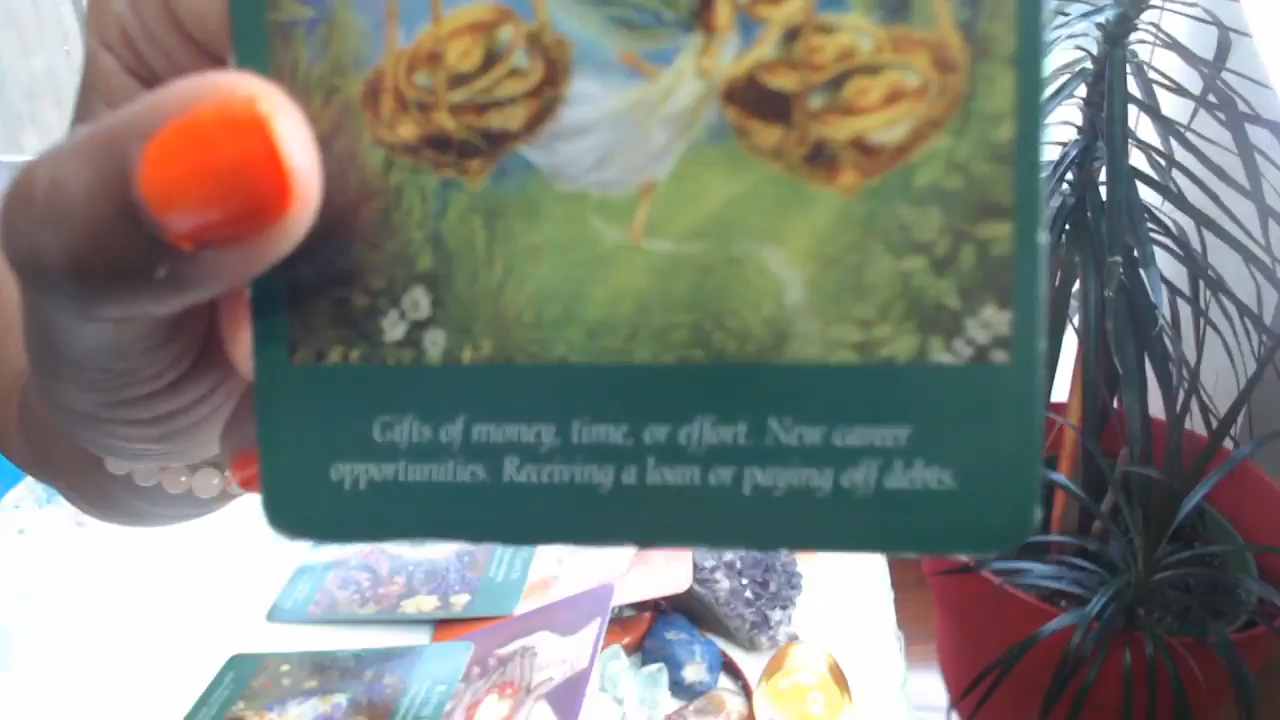 Gifts of money, time, or effort. New career
opportunities. Receiving a loan or paying off debts.